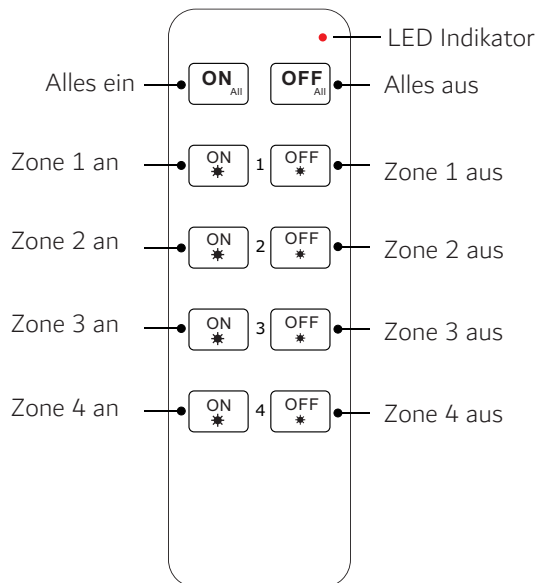 LED Indikator
Alles ein
ON
All
OFF
All
Alles aus
Zone 1 an
ON
1
OFF
Zone 1 aus
Zone 2 an
ON
2
OFF
Zone 2 aus
Zone 3 an
ON
3
OFF
Zone 3 aus
Zone 4 an
ON
4
OFF
Zone 4 aus